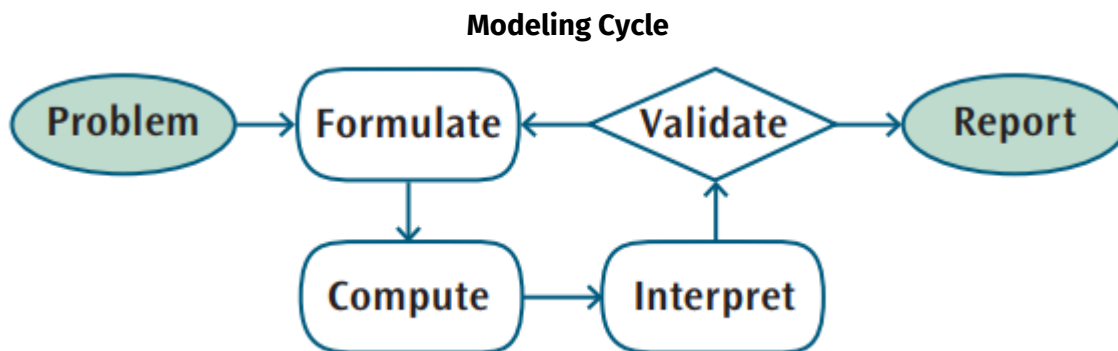 Modeling Cycle
Problem
Formulate
Validate
Report
Compute
Interpret